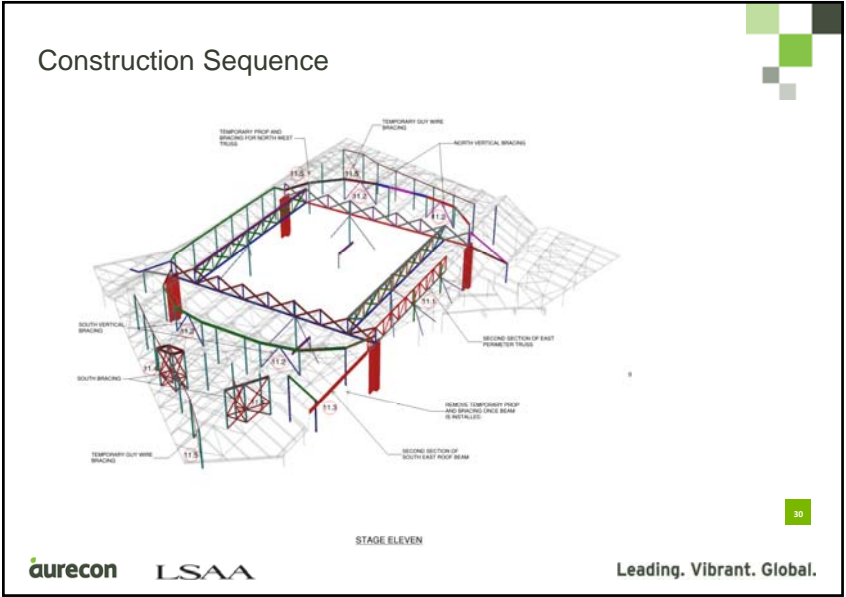 Construction Sequence
TEMPORARY PROP AND
BRACING FOR NORTH WEST
TRUSS
TEMPORARY GUY WIRE
BRACING
NORTH VERTICAL BRACING
11.5
11.2
11.2
11.1
SOUTH VERTICAL
BRACING
11.2
11.2
SECOND SECTION OF EAST
PERIMETER TRUSS
SOUTH BRACING
11.3
REMOVE TEMPORARY PROP
AND BRACING ONCE BEAM
IS INSTALLED.
TEMPORARY GUY WIRE
BRACING
11.5
SECOND SECTION OF
SOUTH EAST ROOF BEAM
30
STAGE ELEVEN
aurecon
LSAA
Leading. Vibrant. Global.